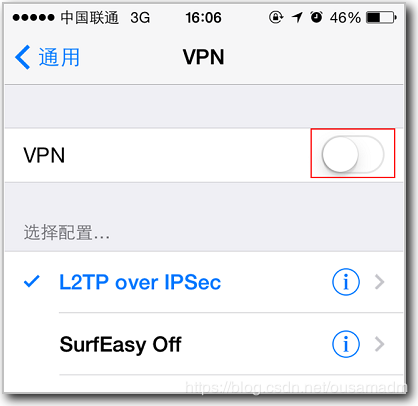 中国联通 3G 16:06 46%
通用 VPN
VPN
选择配置...
L2TP over IPSec
SurfEasy Off
https://blog.csdn.net/ousamadn